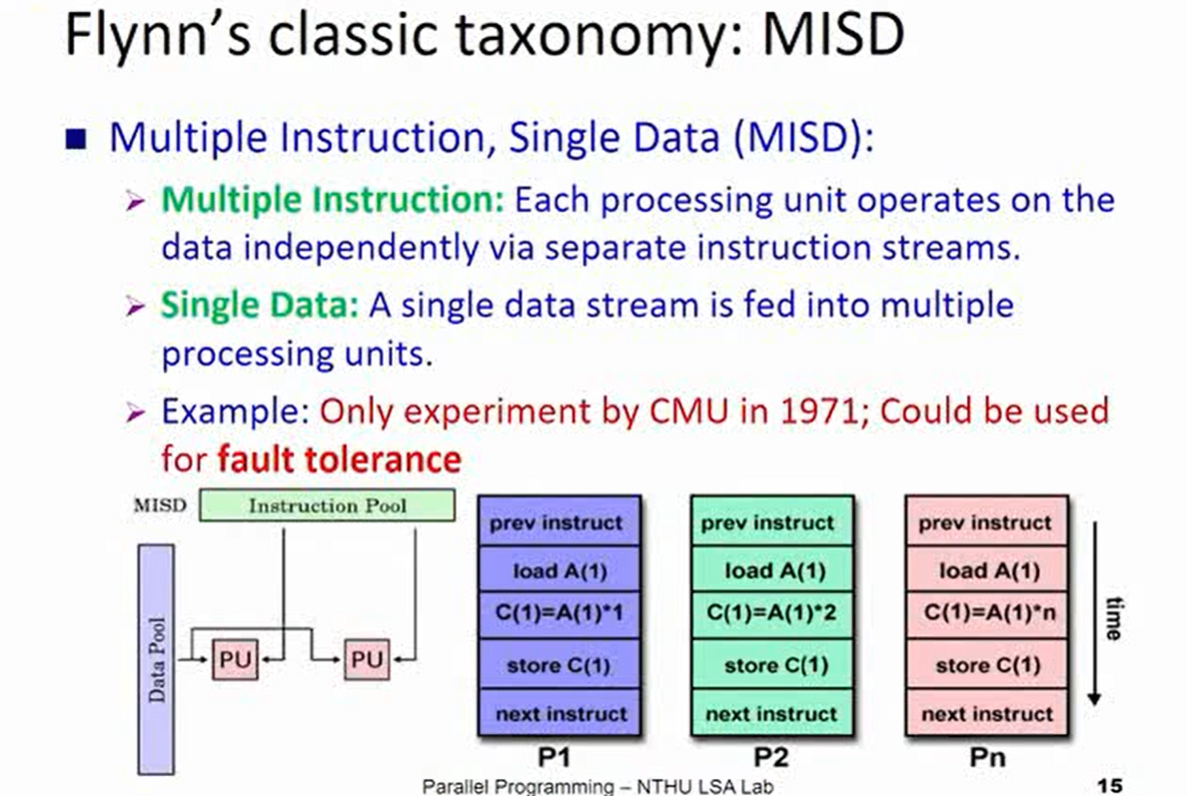 Flynn's classic taxonomy: MISD
Multiple Instruction, Single Data (MISD):
Multiple Instruction: Each processing unit operates on the
data independently via separate instruction streams.
Single Data: A single data stream is fed into multiple
processing units.
Example: Only experiment by CMU in 1971; Could be used
for fault tolerance
MISD
Instruction Pool
Data Pool
PU
PU
prev instruct
load A(1)
C(1)=A(1)*1
store C(1)
next instruct
P1
prev instruct
load A(1)
C(1)=A(1)*2
store C(1)
next instruct
P2
prev instruct
load A(1)
C(1)=A(1)*n
store C(1)
next instruct
Pn
time
Parallel Programming – NTHU LSA Lab
15